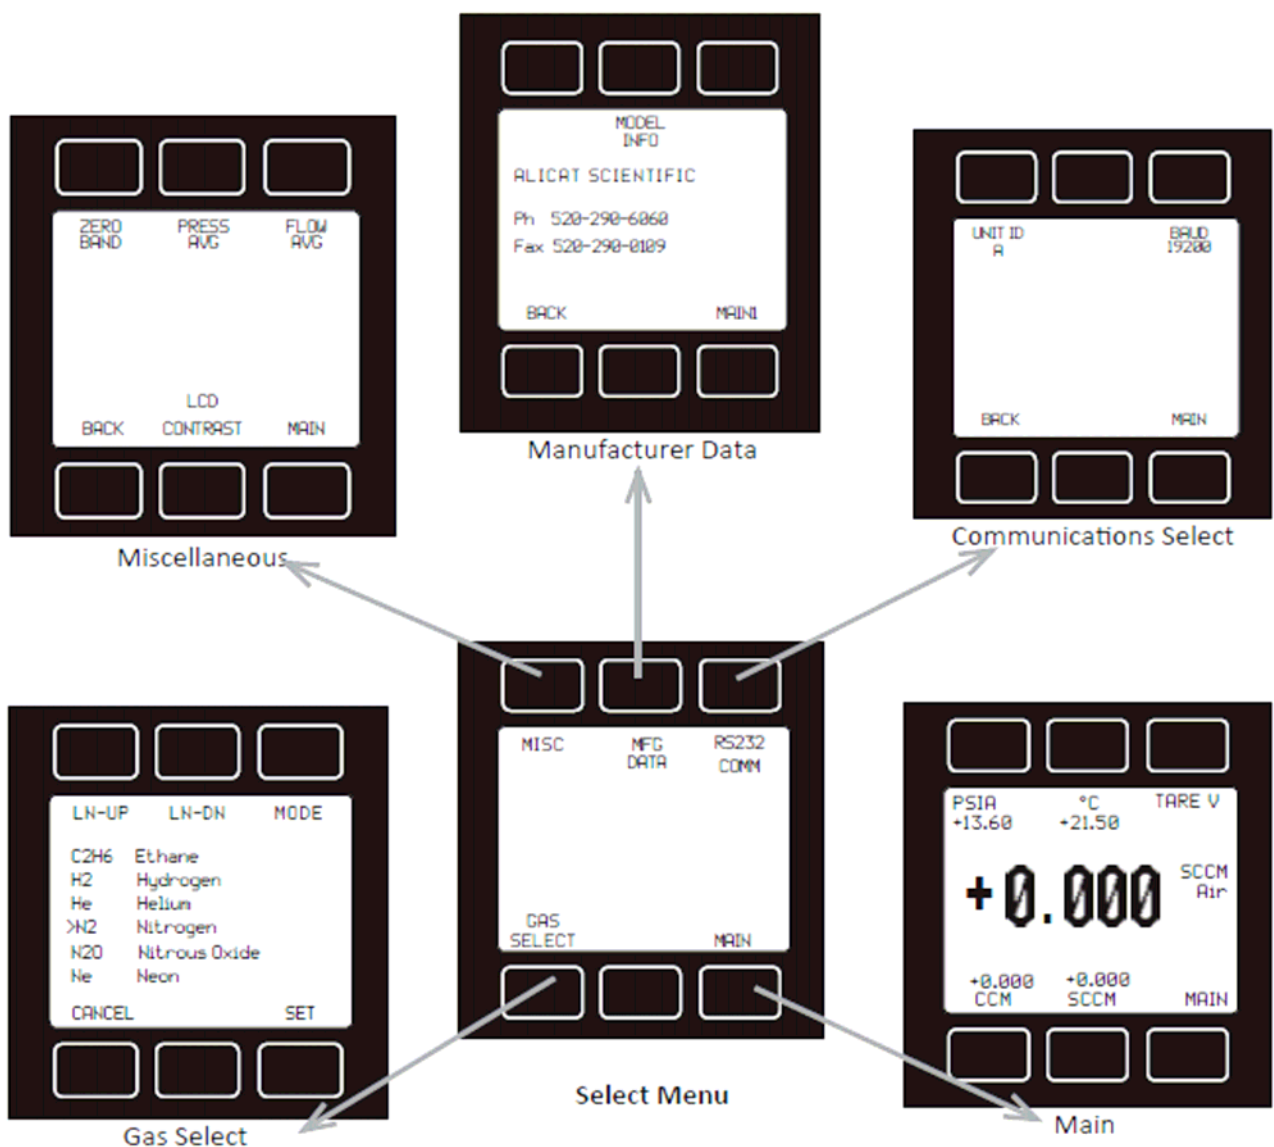 MODEL
INFO
ALICAT SCIENTIFIC
Ph 520-290-6060
Fax 520-290-0109
BACK MAIN1
Manufacturer Data
ZERO BAND PRESS AVG FLOW AVG
LCD
BACK CONTRAST MAIN
Miscellaneous
UNIT ID BAUD
A 19200
BACK MAIN
Communications Select
MISC MFG DATA RS232 COMM
GAS SELECT MAIN
Select Menu
LN-UP LN-DN MODE
C2H6 Ethane
H2 Hydrogen
He Helium
>N2 Nitrogen
N2O Nitrous Oxide
Ne Neon
CANCEL SET
Gas Select
PSIA °C TARE V
+13.60 +21.50
+0.000 SCCM Air
+0.000 +0.000
CCM SCCM MAIN
Main